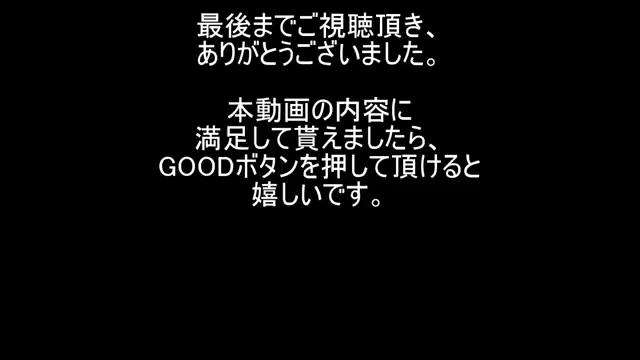 最後までご視聴頂き、
ありがとうございました。
本動画の内容に
満足して貰えましたら、
GOODボタンを押して頂けると
嬉しいです。